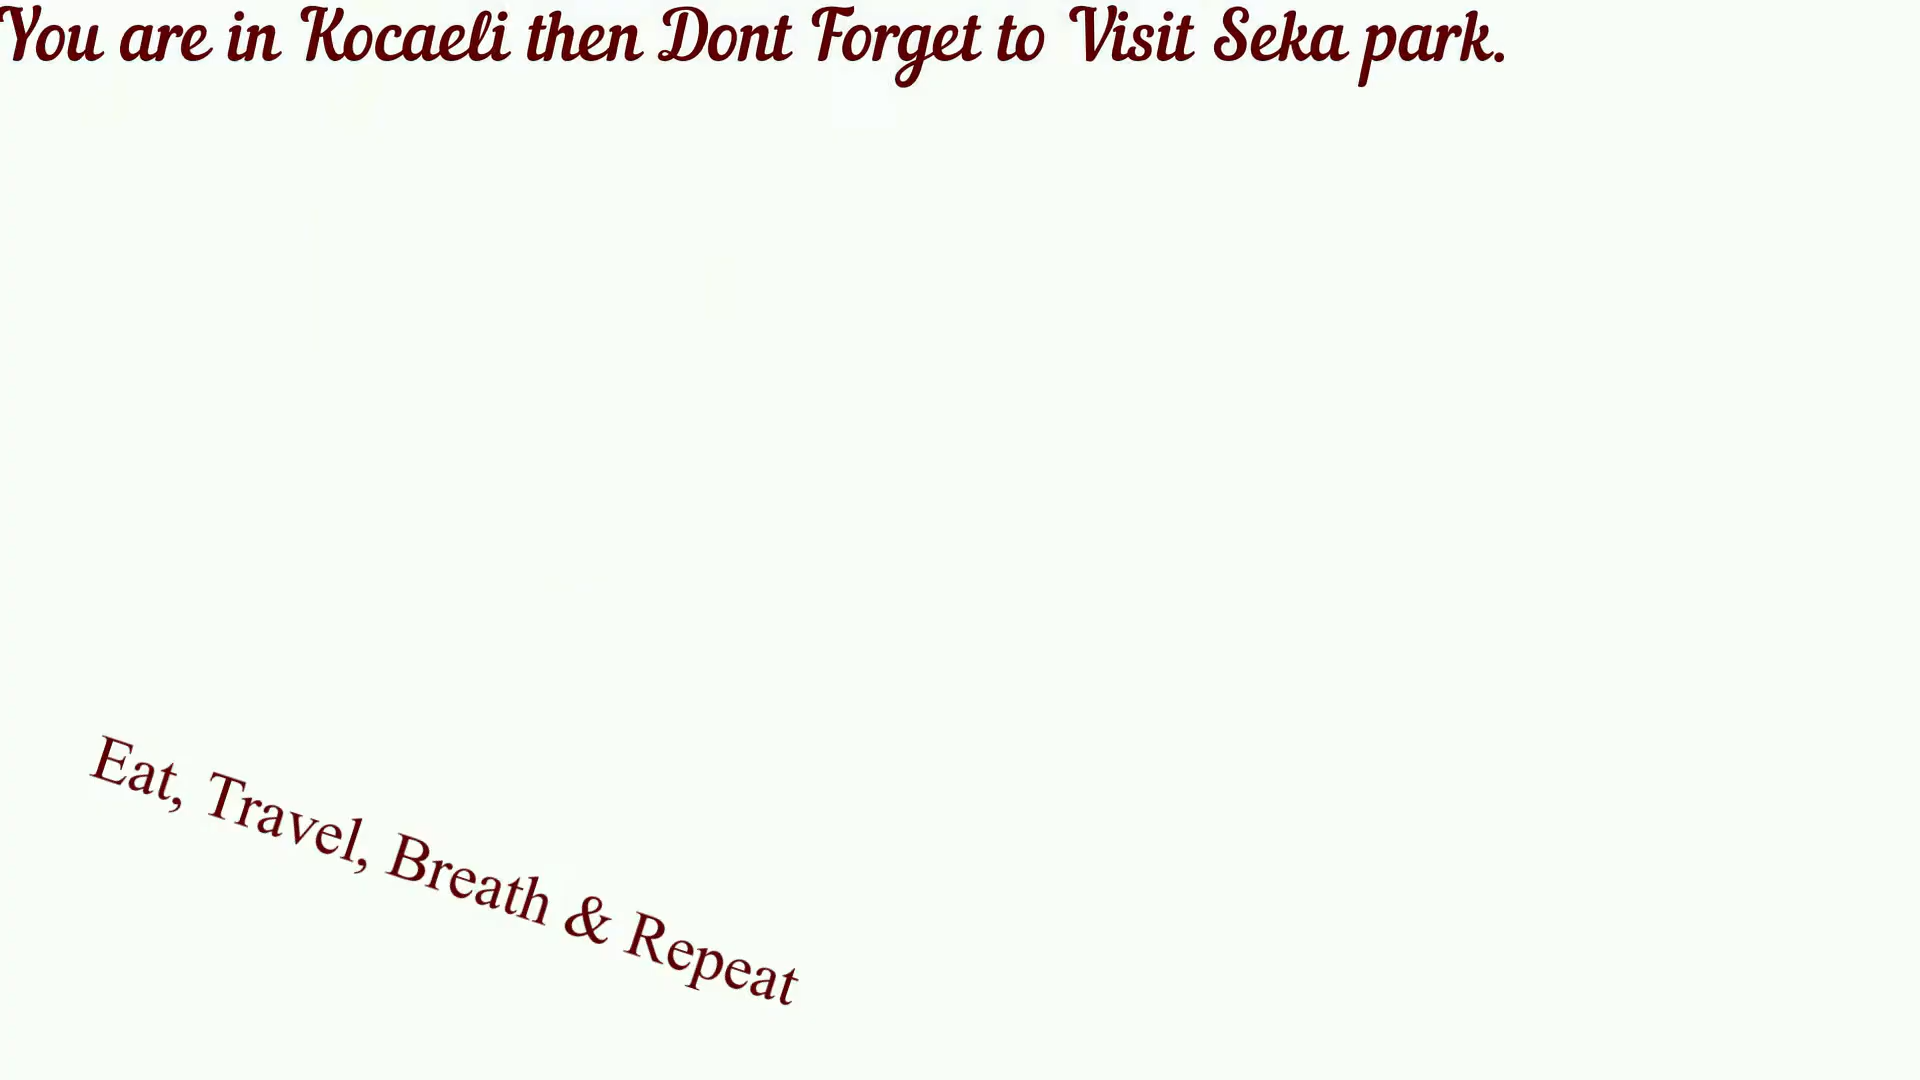 You are in Kocaeli then Dont Forget to Visit Seka park.
Eat, Travel, Breath & Repeat